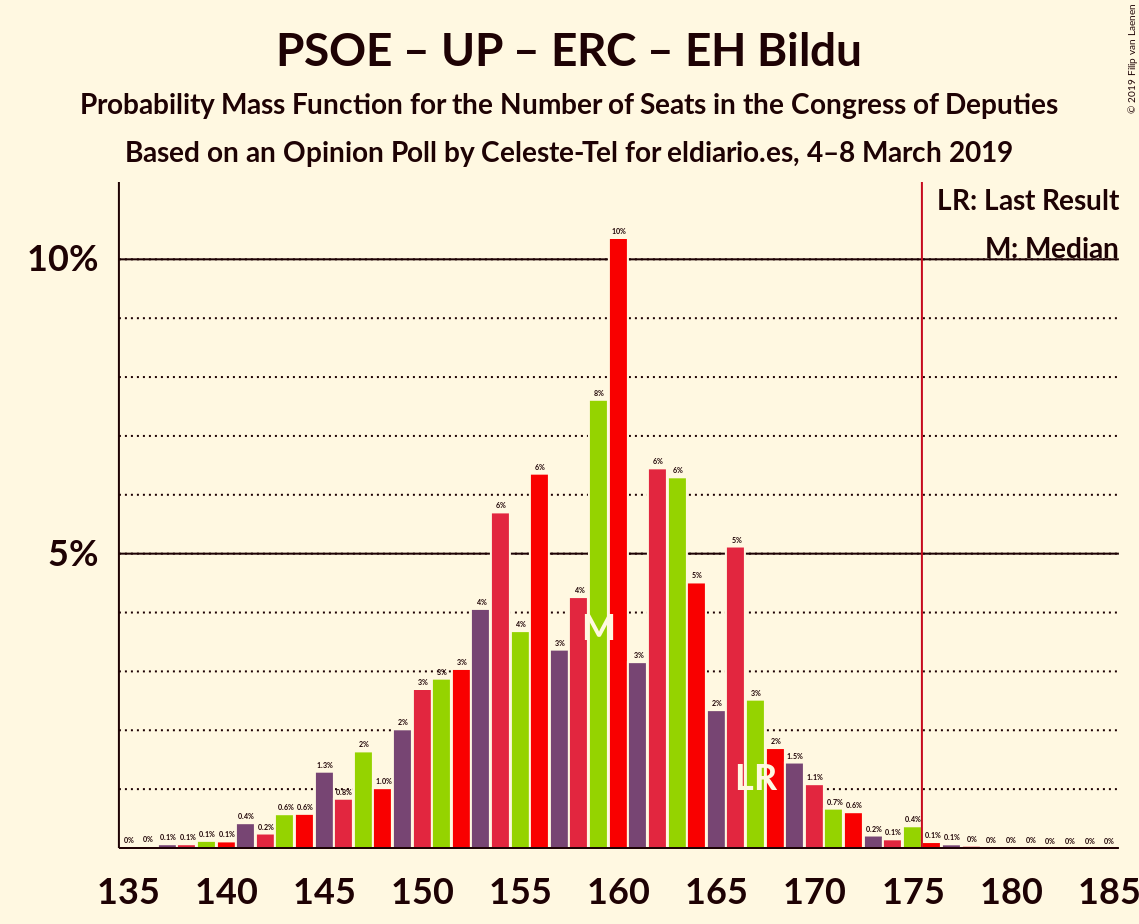 PSOE – UP – ERC – EH Bildu
Probability Mass Function for the Number of Seats in the Congress of Deputies
Based on an Opinion Poll by Celeste-Tel for eldiario.es, 4–8 March 2019
© 2019 Filip van Laenen
LR: Last Result
M: Median
10%
5%
0% 0% 0.1% 0.1% 0.1% 0.1% 0.4% 0.2% 0.6% 0.6% 1.3% 0.8% 2% 1.0% 2% 3% 3% 3% 4% 6% 4% 6% 3% 4% 8% 10% 3% 6% 6% 5% 2% 5% 3% 2% 1.5% 1.1% 0.7% 0.6% 0.2% 0.1% 0.4% 0.1% 0.1% 0% 0% 0% 0% 0% 0% 0% 0%
M
LR
135 140 145 150 155 160 165 170 175 180 185